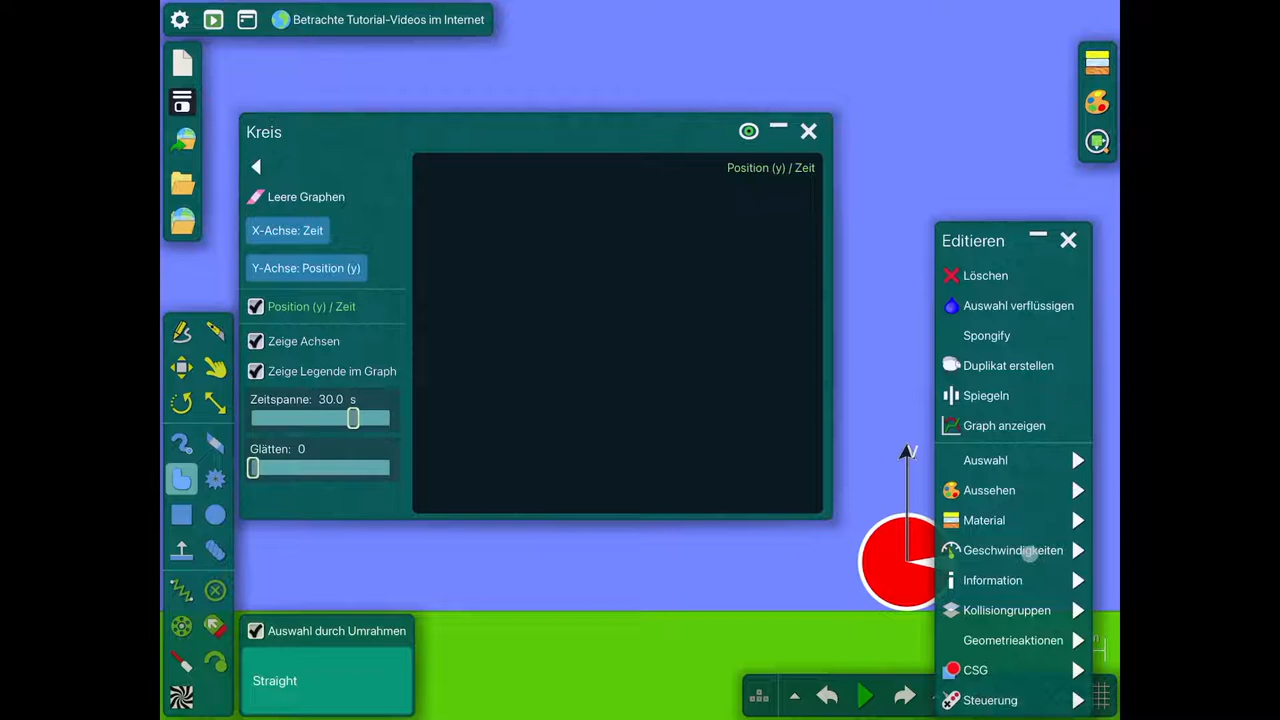 Betrachte Tutorial-Videos im Internet
Kreis
Leere Graphen
X-Achse: Zeit
Y-Achse: Position (y)
Position (y) / Zeit
Zeige Achsen
Zeige Legende im Graph
Zeitspanne: 30.0 s
Glätten: 0
Position (y) / Zeit
Auswahl durch Umrahmen
Straight
v
Editieren
Löschen
Auswahl verflüssigen
Spongify
Duplikat erstellen
Spiegeln
Graph anzeigen
Auswahl
Aussehen
Material
Geschwindigkeiten
Information
Kollisiongruppen
Geometrieaktionen
CSG
Steuerung